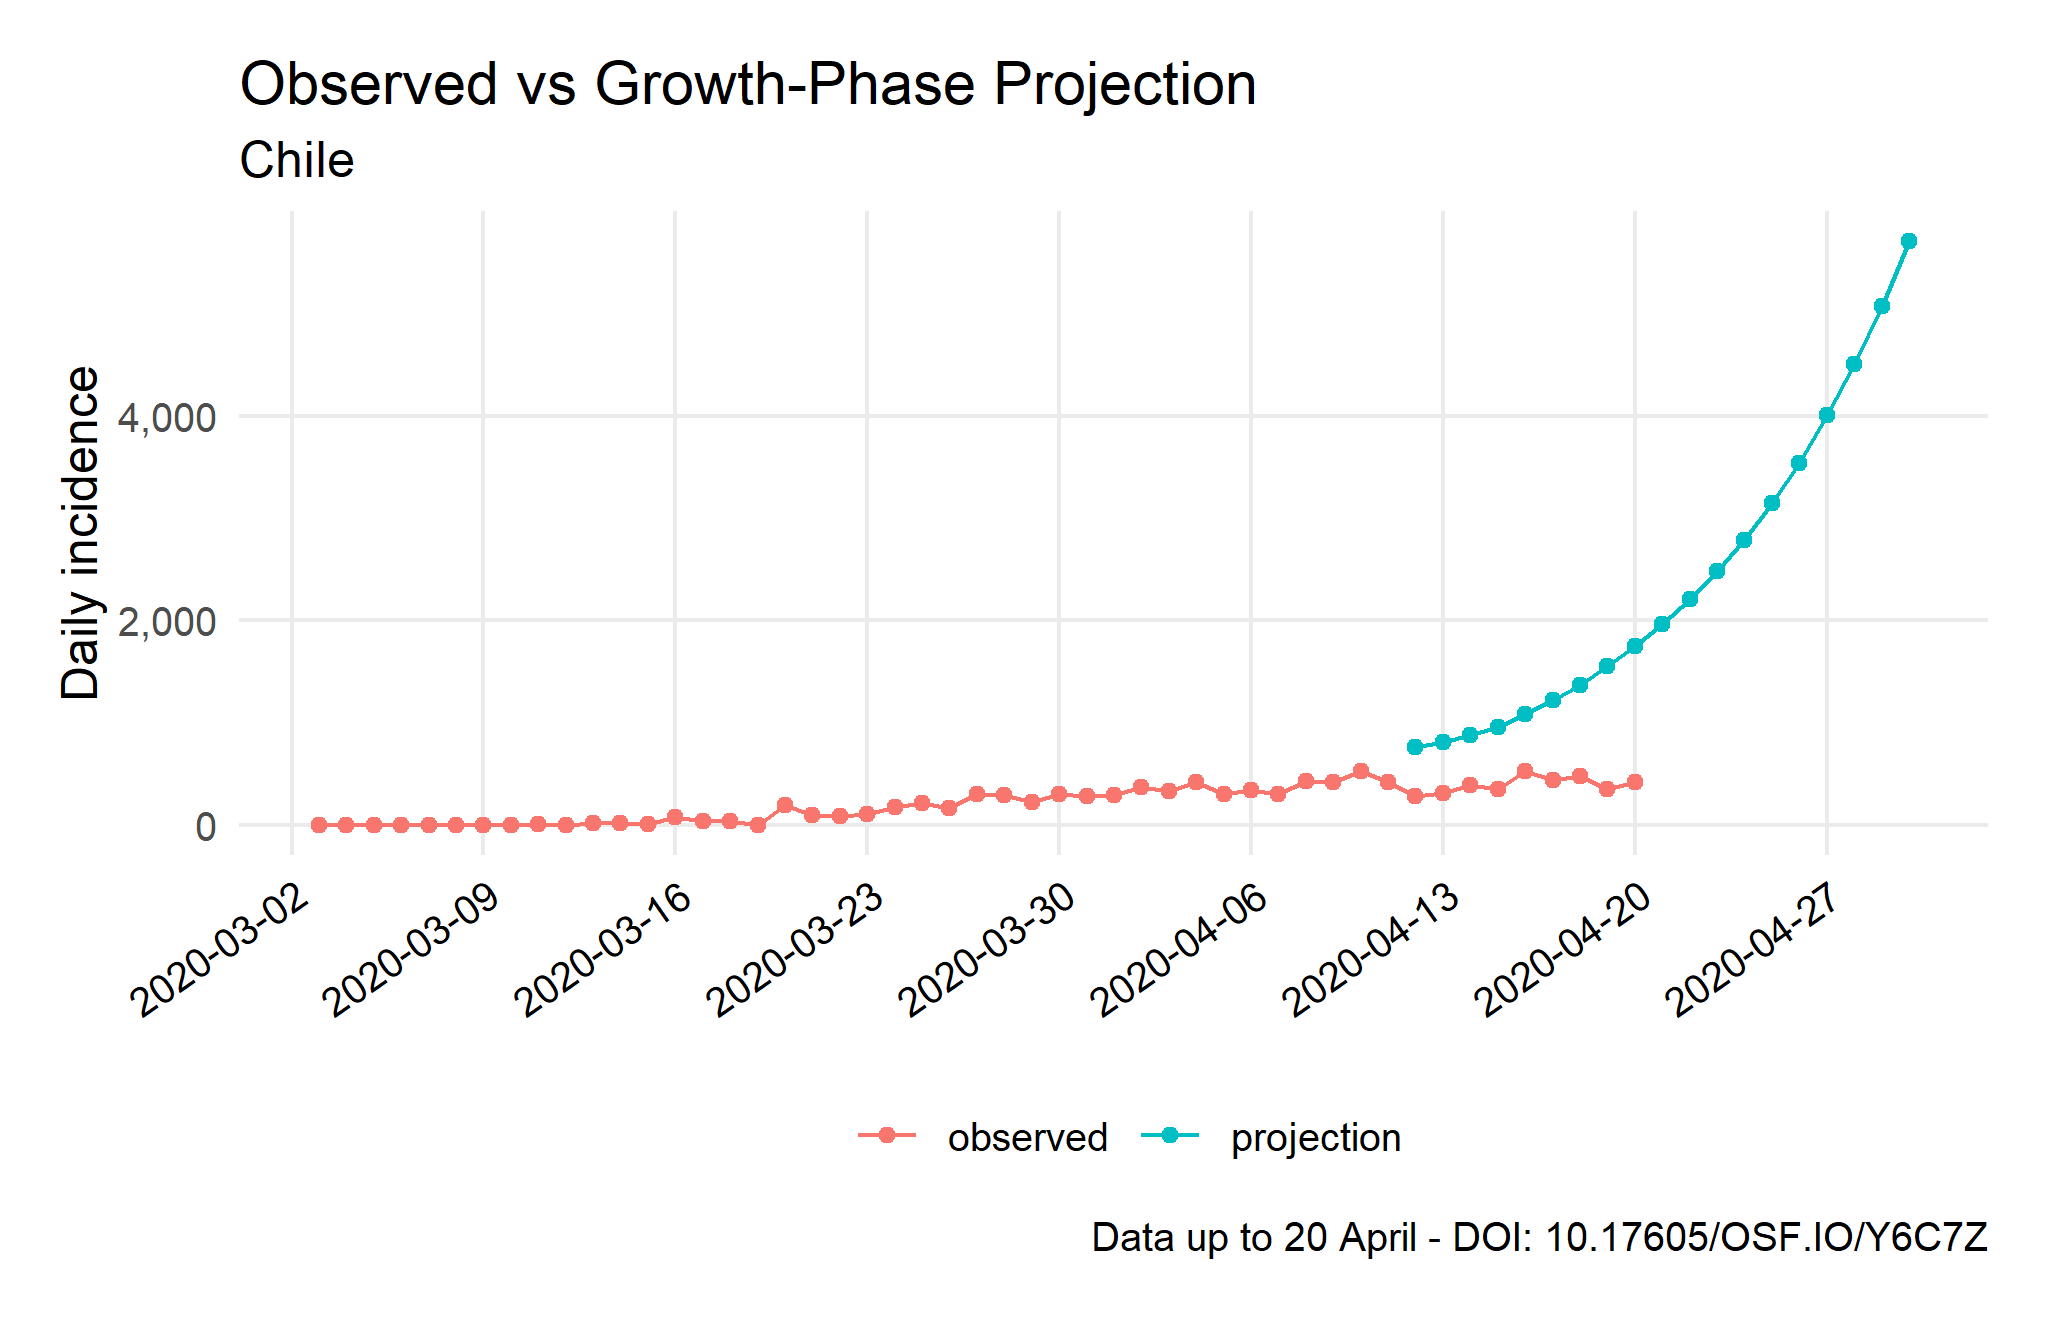 Observed vs Growth-Phase Projection
Chile
Daily incidence
4,000
2,000
0
2020-03-02
2020-03-09
2020-03-16
2020-03-23
2020-03-30
2020-04-06
2020-04-13
2020-04-20
2020-04-27
observed
projection
Data up to 20 April - DOI: 10.17605/OSF.IO/Y6C7Z